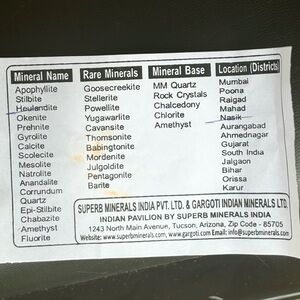 Mineral Name Rare Minerals Mineral Base Location (Districts)
Apophyllite Goosecreekite MM Quartz Mumbai
Stilbite Stellerite Rock Crystals Poona
Heulandite Powellite Chalcedony Raigad
Okenite Yugawarlite Chlorite Mahad
Prehnite Cavansite Amethyst Nasik
Gyrolite Thomsonite Aurangabad
Calcite Babingtonite Ahmednagar
Scolecite Mordenite Gujarat
Mesolite Julgoldite South India
Natrolite Pentagonite Jalgaon
Anandalite Barite Bihar
Corrundum Orissa
Quartz Karur
Epi-Stilbite
Chabazite
Amethyst
Fluorite
SUPERB MINERALS INDIA PVT. LTD. & GARGOTI INDIAN MINERALS LTD.
INDIAN PAVILION BY SUPERB MINERALS INDIA
1243 North Main Avenue, Tucson, Arizona, Zip Code - 85705
Website: www.superbminerals.com, www.gargoti.com Email: info@superbminerals.com